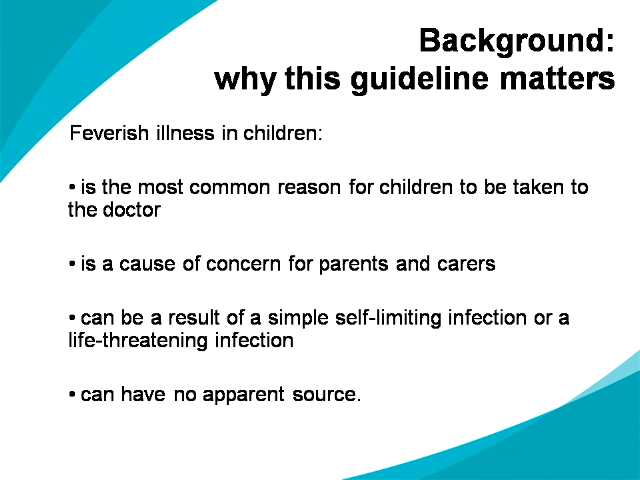 Background:
why this guideline matters
Feverish illness in children:
• is the most common reason for children to be taken to
the doctor
• is a cause of concern for parents and carers
• can be a result of a simple self-limiting infection or a
life-threatening infection
• can have no apparent source.